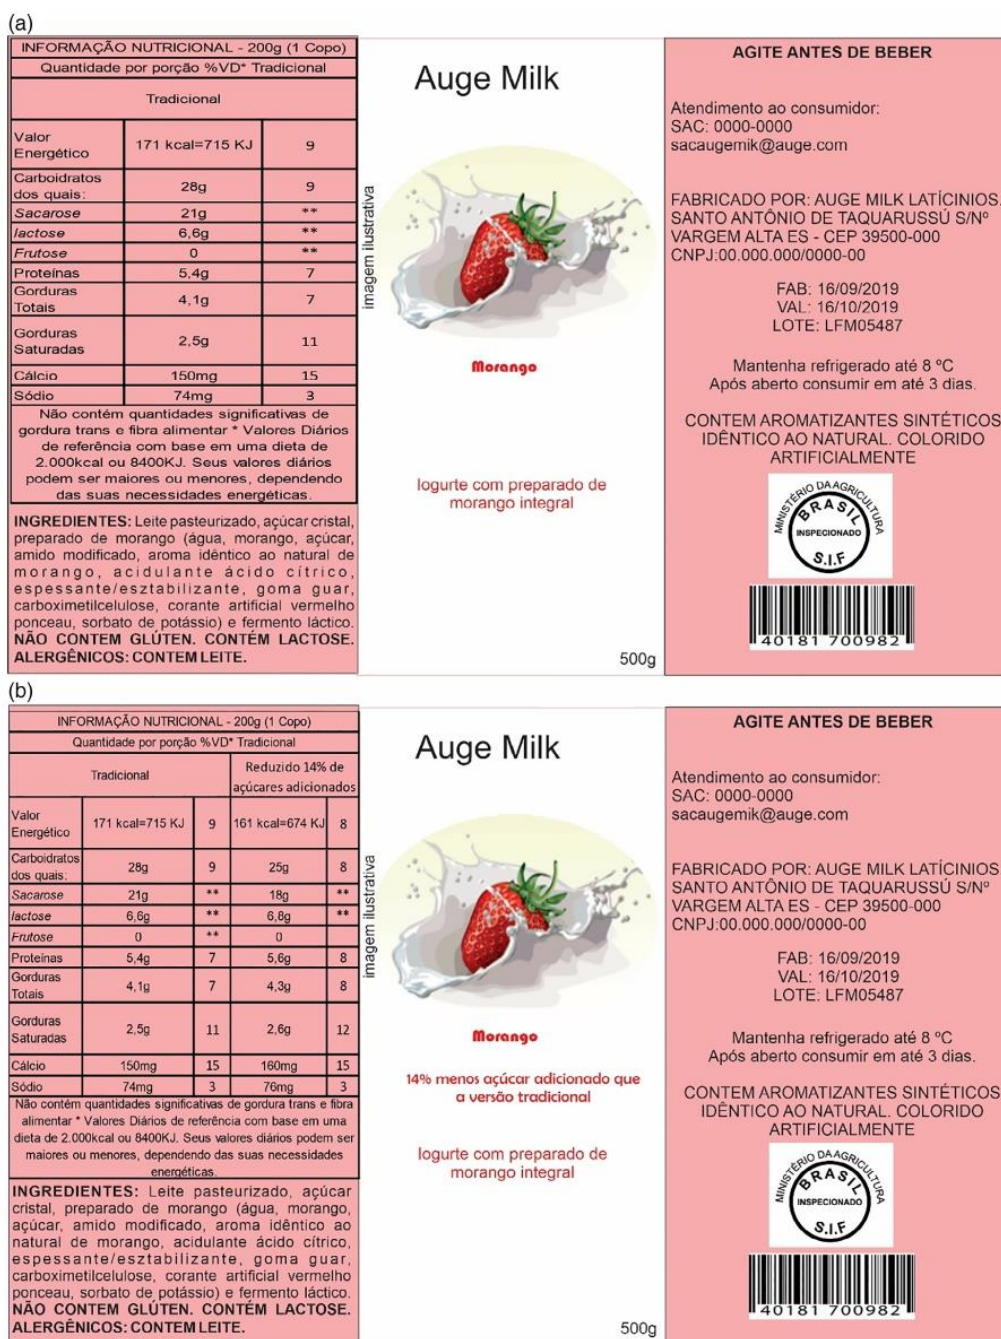 (a)
INFORMAÇÃO NUTRICIONAL - 200g (1 Copo)
Quantidade por porção %VD* Tradicional
Tradicional
Valor Energético 171 kcal=715 KJ 9
Carboidratos dos quais: 28g 9
Sacarose 21g **
lactose 6,6g **
Frutose 0 **
Proteínas 5,4g 7
Gorduras Totais 4,1g 7
Gorduras Saturadas 2,5g 11
Cálcio 150mg 15
Sódio 74mg 3
Não contém quantidades significativas de
gordura trans e fibra alimentar * Valores Diários
de referência com base em uma dieta de
2.000kcal ou 8400KJ. Seus valores diários
podem ser maiores ou menores, dependendo
das suas necessidades energéticas.
INGREDIENTES: Leite pasteurizado, açúcar cristal,
preparado de morango (água, morango, açúcar,
amido modificado, aroma idêntico ao natural de
morango, acidulante ácido cítrico,
espessante/esztabilizante, goma guar,
carboximetilcelulose, corante artificial vermelho
ponceau, sorbato de potássio) e fermento láctico.
NÃO CONTEM GLÚTEN. CONTÉM LACTOSE.
ALERGÊNICOS: CONTEM LEITE.
Auge Milk
imagem ilustrativa
Morango
Iogurte com preparado de
morango integral
500g
AGITE ANTES DE BEBER
Atendimento ao consumidor:
SAC: 0000-0000
sacaugemik@auge.com
FABRICADO POR: AUGE MILK LATÍCINIOS.
SANTO ANTÔNIO DE TAQUARUSSÚ S/Nº
VARGEM ALTA ES - CEP 39500-000
CNPJ:00.000.000/0000-00
FAB: 16/09/2019
VAL: 16/10/2019
LOTE: LFM05487
Mantenha refrigerado até 8 ºC
Após aberto consumir em até 3 dias.
CONTEM AROMATIZANTES SINTÉTICOS
IDÊNTICO AO NATURAL. COLORIDO
ARTIFICIALMENTE
MINISTÉRIO DA AGRICULTURA
BRASIL
INSPECIONADO
S.I.F
40181 700982
(b)
INFORMAÇÃO NUTRICIONAL - 200g (1 Copo)
Quantidade por porção %VD* Tradicional
Tradicional Reduzido 14% de açúcares adicionados
Valor Energético 171 kcal=715 KJ 9 161 kcal=674 KJ 8
Carboidratos dos quais: 28g 9 25g 8
Sacarose 21g ** 18g **
lactose 6,6g ** 6,8g **
Frutose 0 ** 0
Proteínas 5,4g 7 5,6g 8
Gorduras Totais 4,1g 7 4,3g 8
Gorduras Saturadas 2,5g 11 2,6g 12
Cálcio 150mg 15 160mg 15
Sódio 74mg 3 76mg 3
Não contém quantidades significativas de gordura trans e fibra
alimentar * Valores Diários de referência com base em uma
dieta de 2.000kcal ou 8400KJ. Seus valores diários podem ser
maiores ou menores, dependendo das suas necessidades
energéticas.
INGREDIENTES: Leite pasteurizado, açúcar
cristal, preparado de morango (água, morango,
açúcar, amido modificado, aroma idêntico ao
natural de morango, acidulante ácido cítrico,
espessante/esztabilizante, goma guar,
carboximetilcelulose, corante artificial vermelho
ponceau, sorbato de potássio) e fermento láctico.
NÃO CONTEM GLÚTEN. CONTÉM LACTOSE.
ALERGÊNICOS: CONTEM LEITE.
Auge Milk
imagem ilustrativa
Morango
14% menos açúcar adicionado que
a versão tradicional
Iogurte com preparado de
morango integral
500g
AGITE ANTES DE BEBER
Atendimento ao consumidor:
SAC: 0000-0000
sacaugemik@auge.com
FABRICADO POR: AUGE MILK LATÍCINIOS
SANTO ANTÔNIO DE TAQUARUSSÚ S/Nº
VARGEM ALTA ES - CEP 39500-000
CNPJ:00.000.000/0000-00
FAB: 16/09/2019
VAL: 16/10/2019
LOTE: LFM05487
Mantenha refrigerado até 8 ºC
Após aberto consumir em até 3 dias.
CONTEM AROMATIZANTES SINTÉTICOS
IDÊNTICO AO NATURAL. COLORIDO
ARTIFICIALMENTE
MINISTÉRIO DA AGRICULTURA
BRASIL
INSPECIONADO
S.I.F
40181 700982